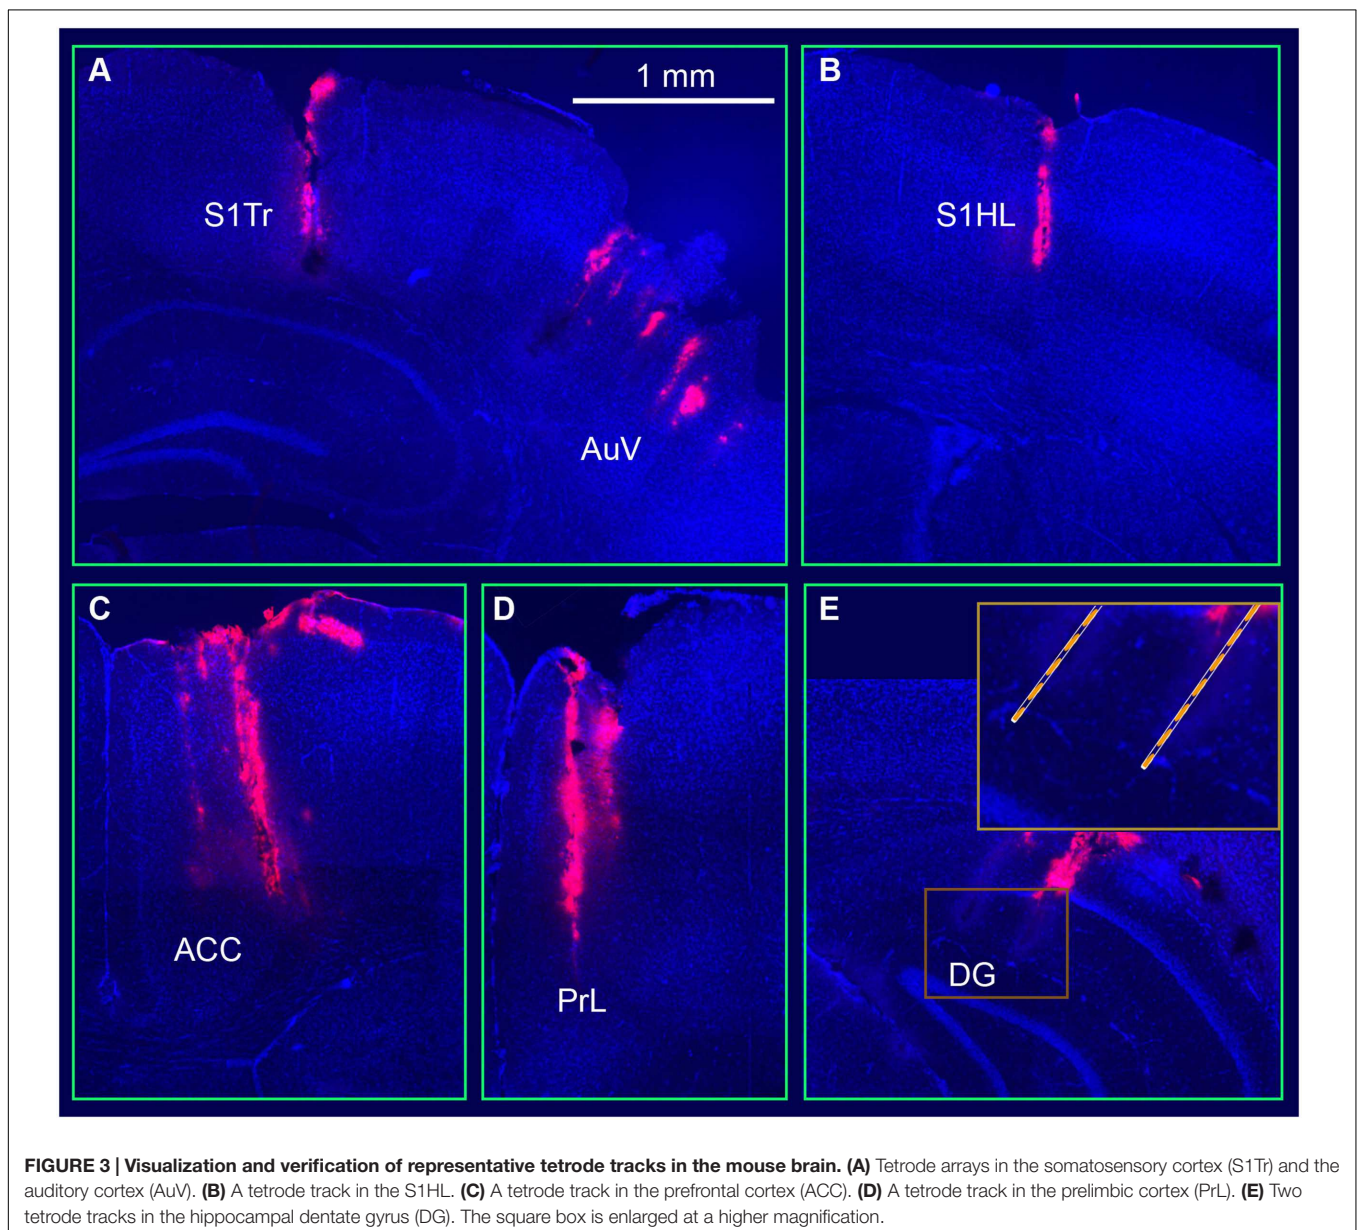 A
1 mm
B
S1Tr
S1HL
AuV
C
D
E
ACC
DG
PrL
FIGURE 3 | Visualization and verification of representative tetrode tracks in the mouse brain. (A) Tetrode arrays in the somatosensory cortex (S1Tr) and the
auditory cortex (AuV). (B) A tetrode track in the S1HL. (C) A tetrode track in the prefrontal cortex (ACC). (D) A tetrode track in the prelimbic cortex (PrL). (E) Two
tetrode tracks in the hippocampal dentate gyrus (DG). The square box is enlarged at a higher magnification.